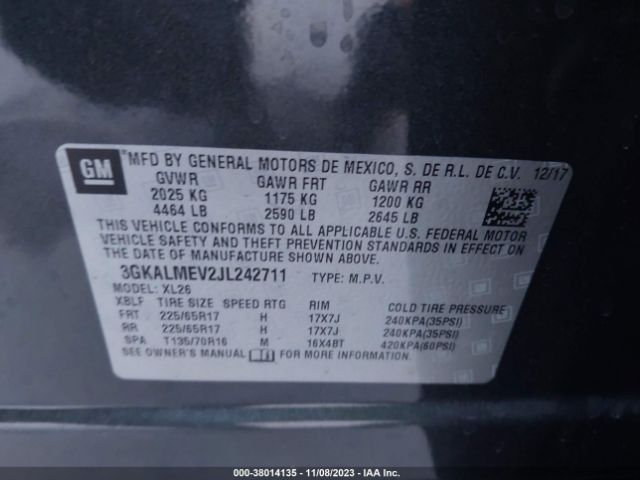 GM
*MFD BY GENERAL MOTORS DE MEXICO, S. DE R.L. DE C.V. 12/17
GVWR GAWR FRT GAWR RR
2025 KG 1175 KG 1200 KG
4464 LB 2590 LB 2645 LB
THIS VEHICLE CONFORMS TO ALL APPLICABLE U.S. FEDERAL MOTOR
VEHICLE SAFETY AND THEFT PREVENTION STANDARDS IN EFFECT ON
THE DATE OF MANUFACTURE SHOWN ABOVE.
3GKALMEV2JL242711 TYPE: M.P.V.
MODEL: XL26
XBLF TIRE SIZE SPEED RTG RIM COLD TIRE PRESSURE
FRT 225/65R17 H 17X7J 240KPA(35PSI)
RR 225/65R17 H 17X7J 240KPA(35PSI)
SPA T135/70R16 M 16X4BT 420KPA(60PSI)
SEE OWNER'S MANUAL FOR MORE INFORMATION.
000-38014135 - 11/08/2023 - IAA Inc.